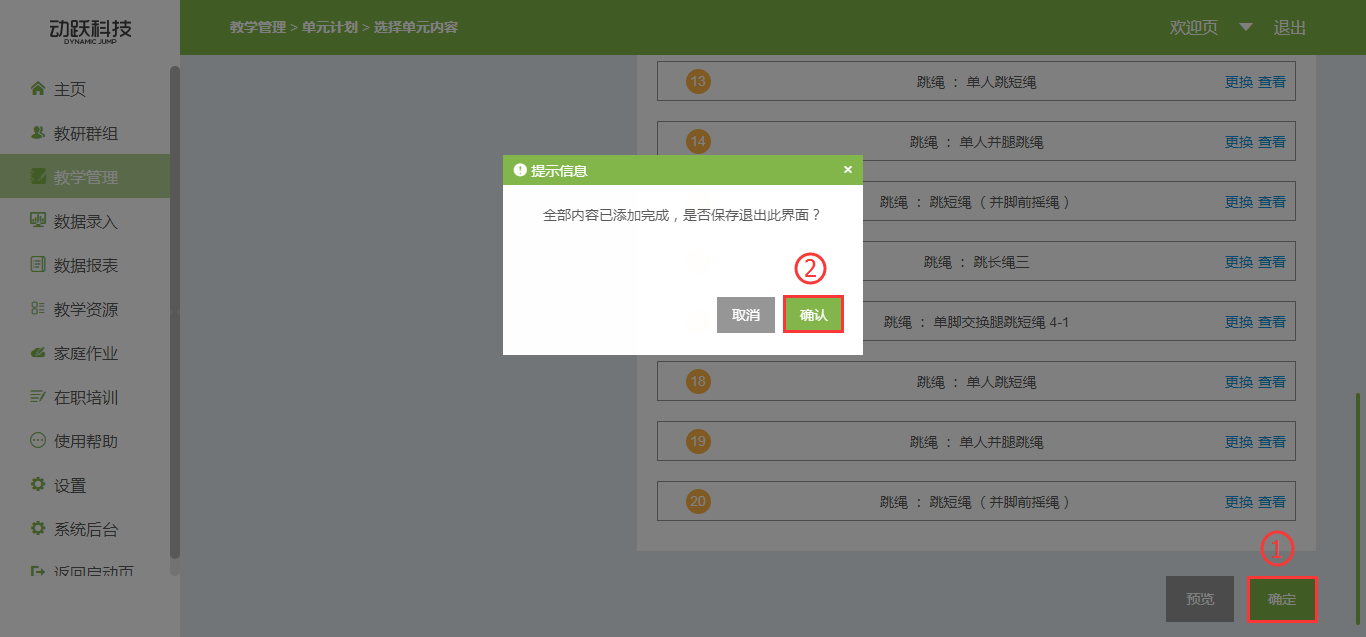 动跃科技
DYNAMIC JUMP
教学管理 > 单元计划 > 选择单元内容
欢迎页 退出
主页
教研群组
教学管理
数据录入
数据报表
教学资源
家庭作业
在职培训
使用帮助
设置
系统后台
返回启动页
13 跳绳 ： 单人跳短绳 更换 查看
14 跳绳 ： 单人并腿跳绳 更换 查看
跳绳 ： 跳短绳（并脚前摇绳） 更换 查看
跳绳 ： 跳长绳三 更换 查看
跳绳 ： 单脚交换腿跳短绳 4-1 更换 查看
18 跳绳 ： 单人跳短绳 更换 查看
19 跳绳 ： 单人并腿跳绳 更换 查看
20 跳绳 ： 跳短绳（并脚前摇绳） 更换 查看
提示信息 ×
全部内容已添加完成，是否保存退出此界面？
②
取消 确认
①
预览 确定